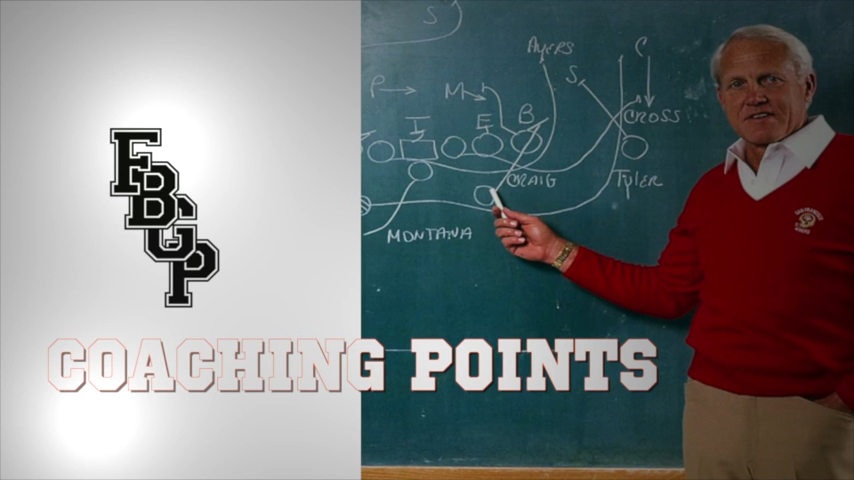 S
AYERS
C
S
P
M
B
CROSS
I
E
CRAIG
TYLER
MONTANA
FBGP
COACHING POINTS